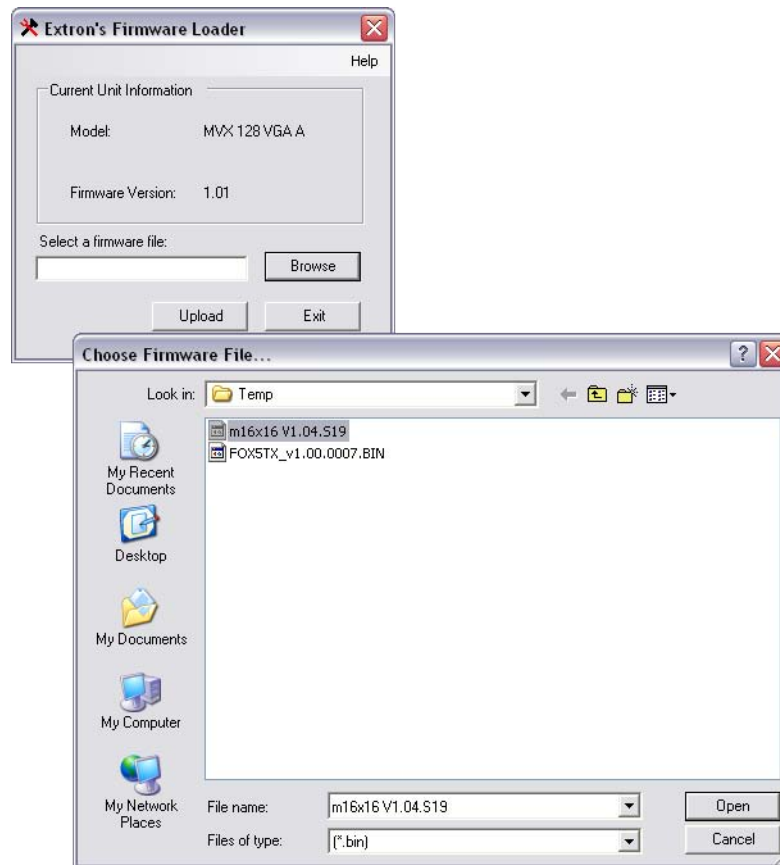 Extron's Firmware Loader
Help
Current Unit Information
Model: MVX 128 VGA A
Firmware Version: 1.01
Select a firmware file:
Browse
Upload Exit
Choose Firmware File...
Look in: Temp
m16x16 V1.04.S19
FOX5TX_v1.00.0007.BIN
My Recent
Documents
Desktop
My Documents
My Computer
My Network
Places
File name: m16x16 V1.04.S19 Open
Files of type: (*.bin) Cancel